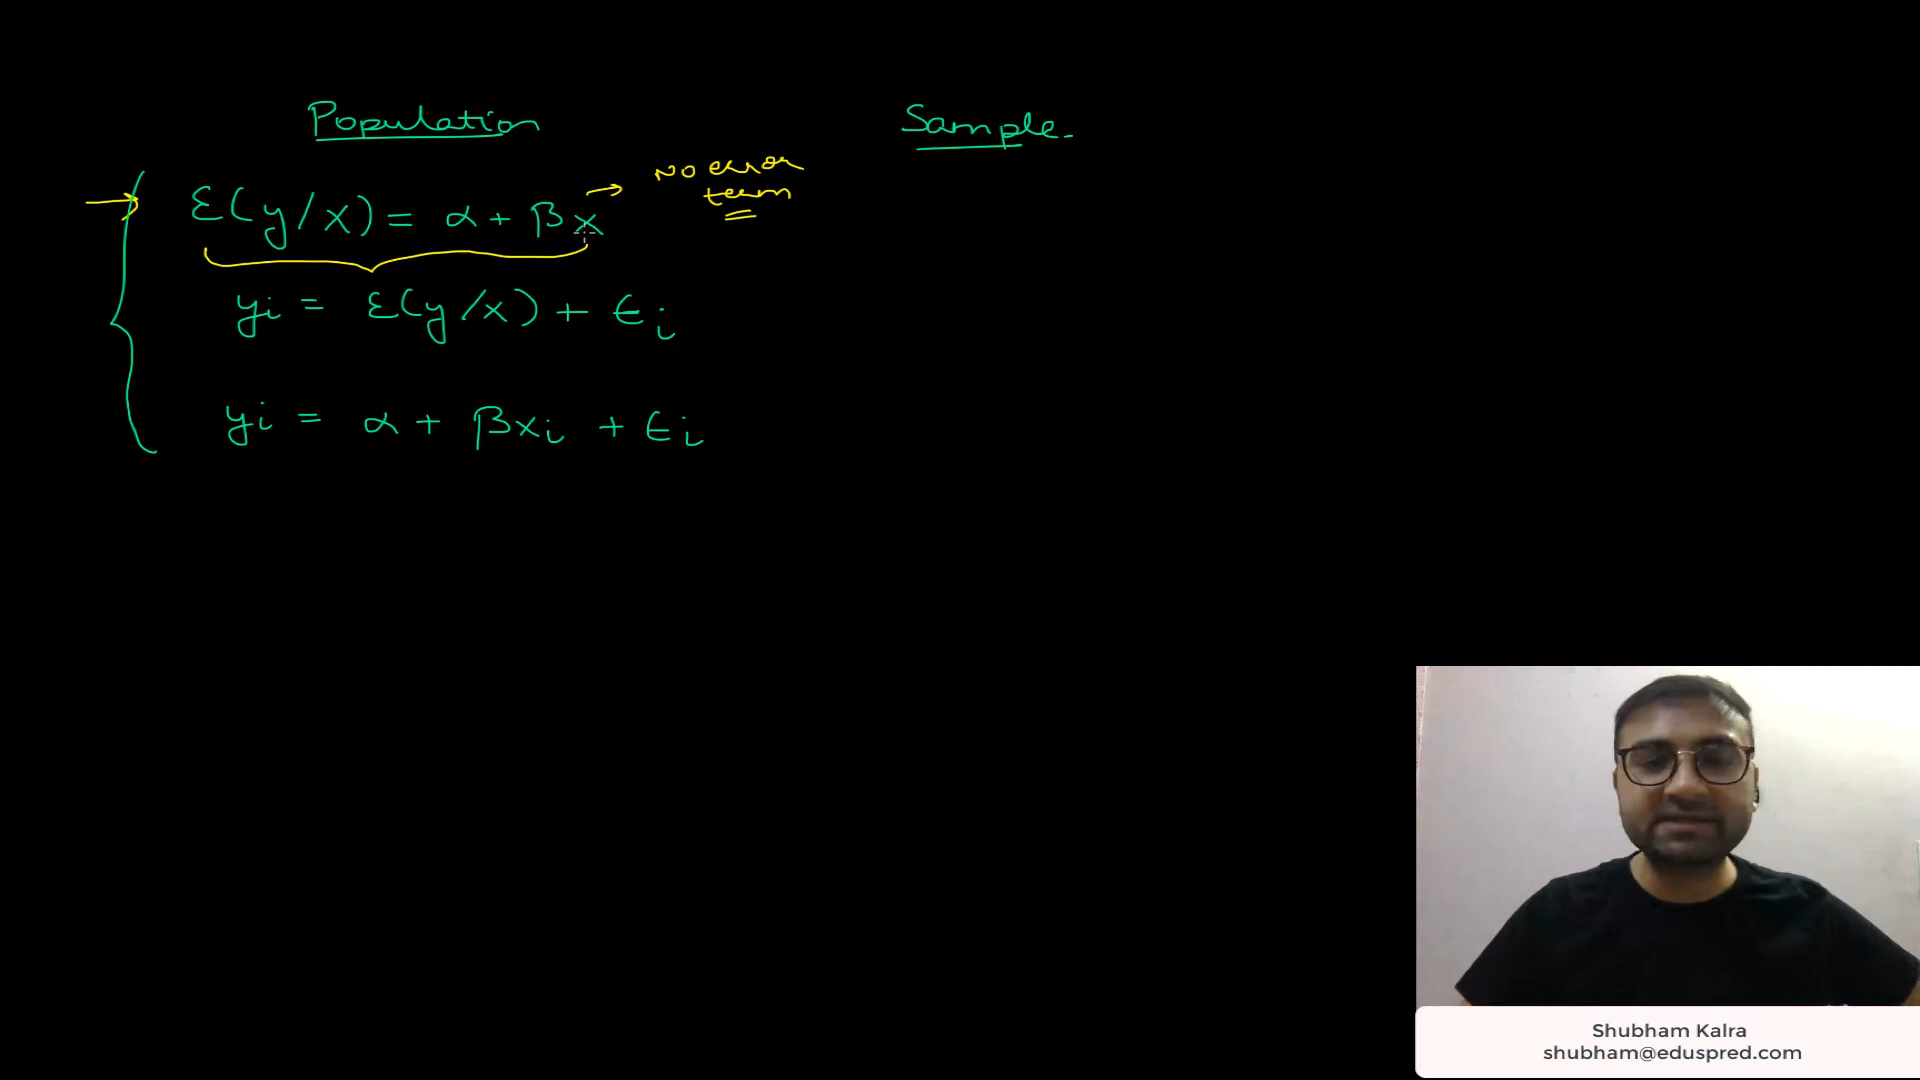 Population
Sample.
No error
term
Ɛ(y/x) = α + βx
yi = Ɛ(y/x) + ϵi
yi = α + βxi + ϵi
Shubham Kalra
shubham@eduspred.com